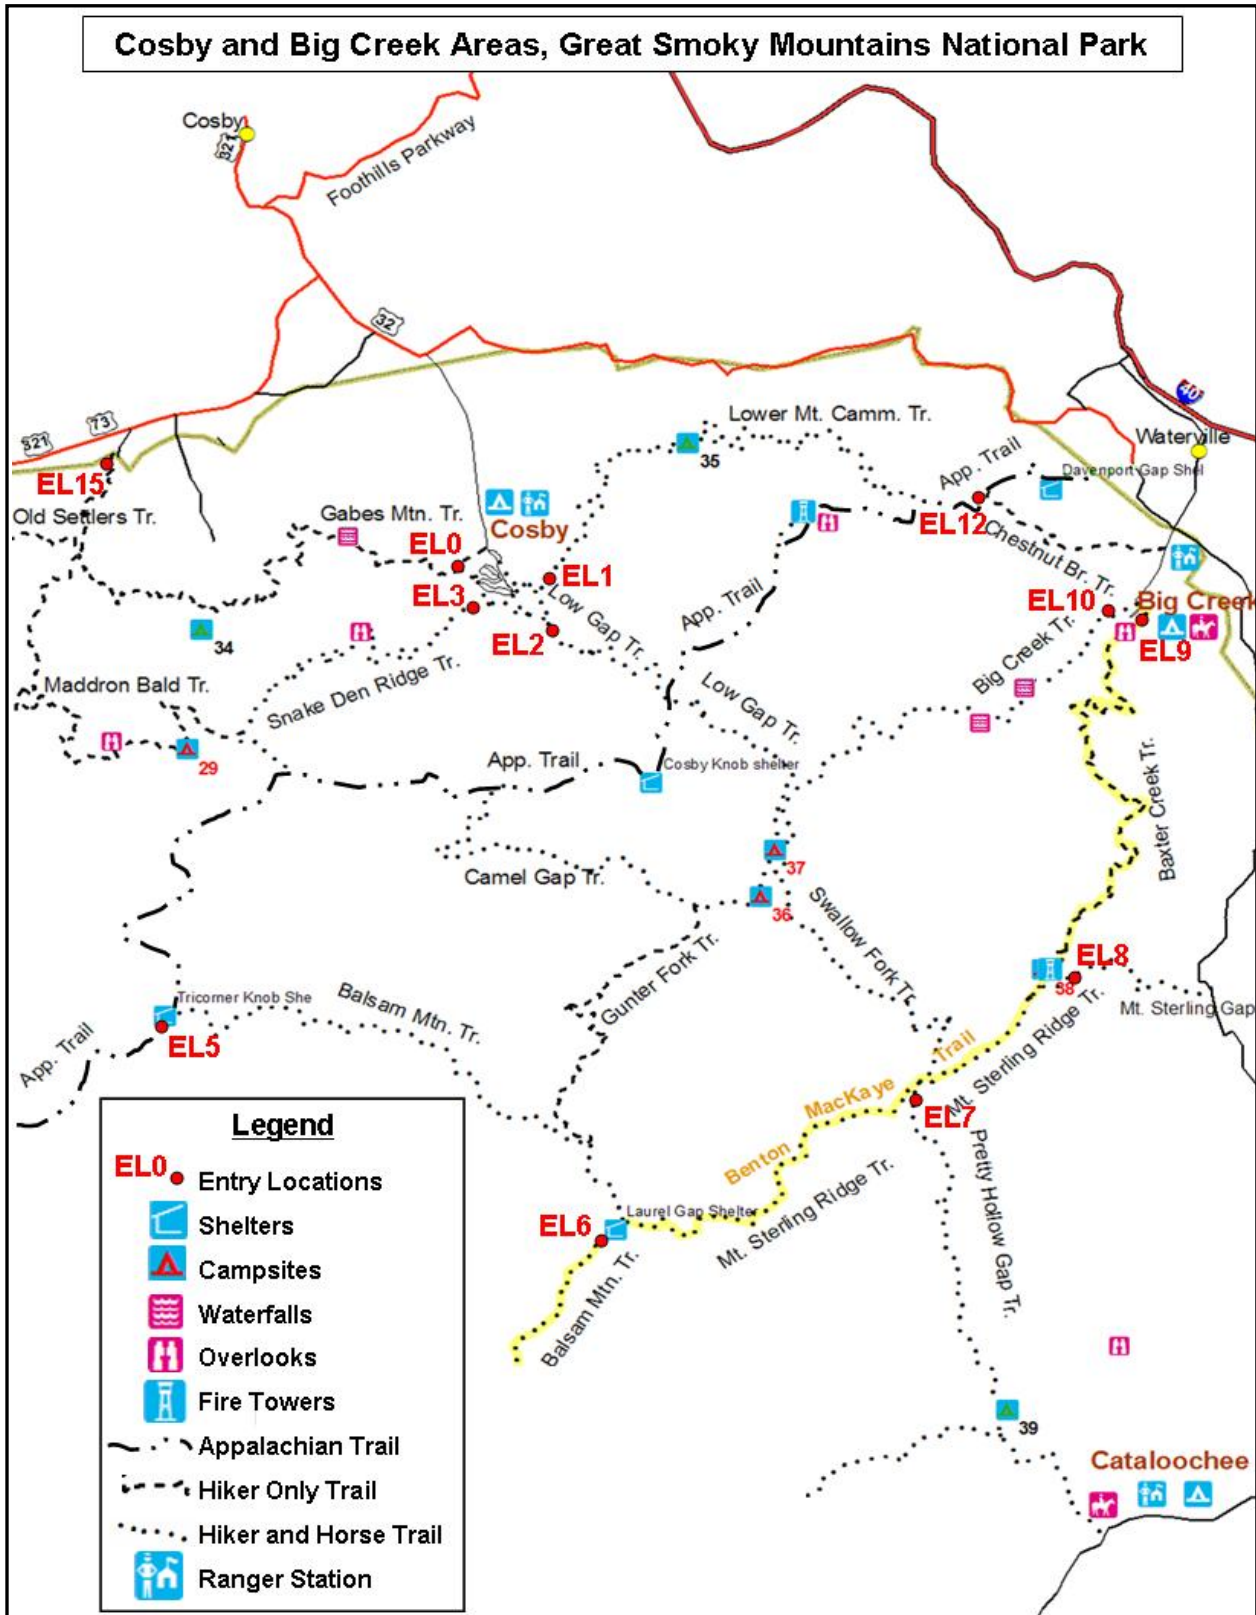 Cosby and Big Creek Areas, Great Smoky Mountains National Park
Cosby
321
Foothills Parkway
32
40
321
73
Waterville
Lower Mt. Camm. Tr.
35
App. Trail
Davenport Gap Shel
EL15
Old Settlers Tr.
Gabes Mtn. Tr.
Cosby
EL12
Chestnut Br. Tr.
EL0
EL1
EL3
EL2
Low Gap Tr.
App. Trail
EL10
Big Creek
EL9
Big Creek Tr.
34
Maddron Bald Tr.
Snake Den Ridge Tr.
Low Gap Tr.
29
App. Trail
Cosby Knob shelter
Baxter Creek Tr.
Camel Gap Tr.
37
36
Swallow Fork Tr.
Gunter Fork Tr.
EL8
38
Mt. Sterling Gap
Tricorner Knob She
Balsam Mtn. Tr.
App. Trail
EL5
Benton MacKaye Trail
Mt. Sterling Ridge Tr.
EL7
Pretty Hollow Gap Tr.
Laurel Gap Shelter
EL6
Mt. Sterling Ridge Tr.
Balsam Mtn. Tr.
39
Cataloochee
Legend
EL0 Entry Locations
Shelters
Campsites
Waterfalls
Overlooks
Fire Towers
Appalachian Trail
Hiker Only Trail
Hiker and Horse Trail
Ranger Station